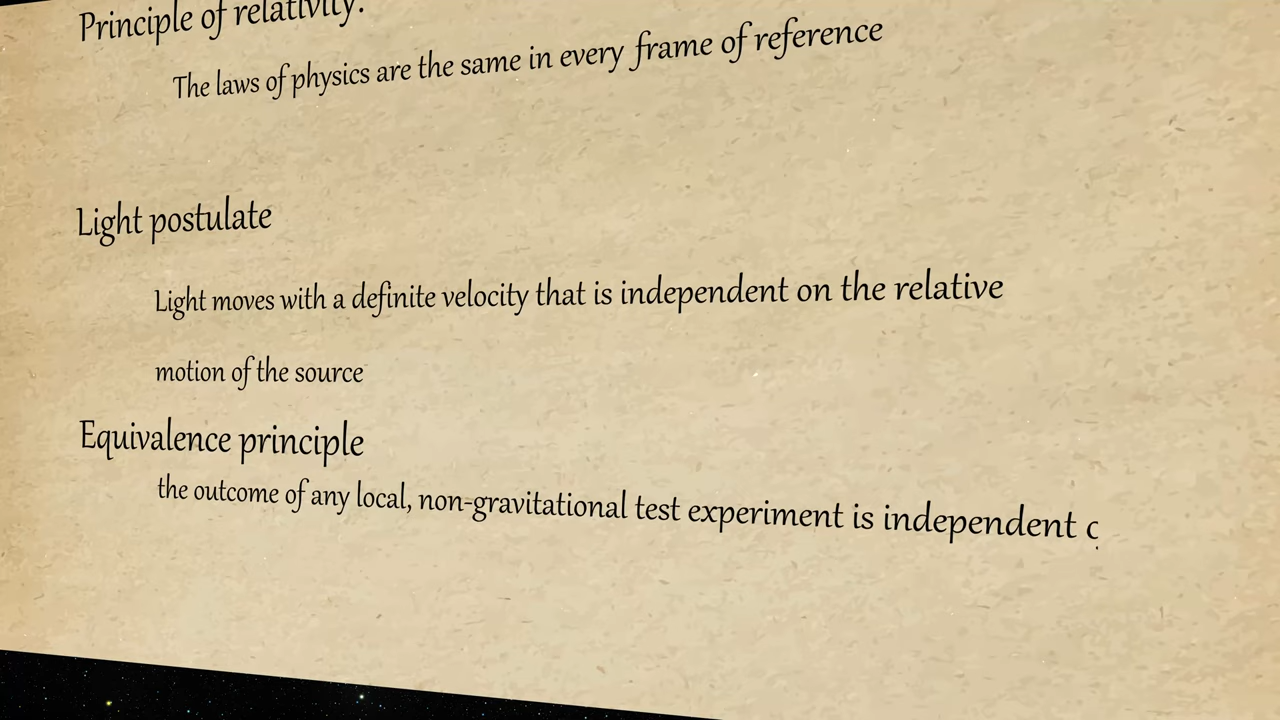 Principle of relativity:
The laws of physics are the same in every frame of reference
Light postulate
Light moves with a definite velocity that is independent on the relative
motion of the source
Equivalence principle
the outcome of any local, non-gravitational test experiment is independent